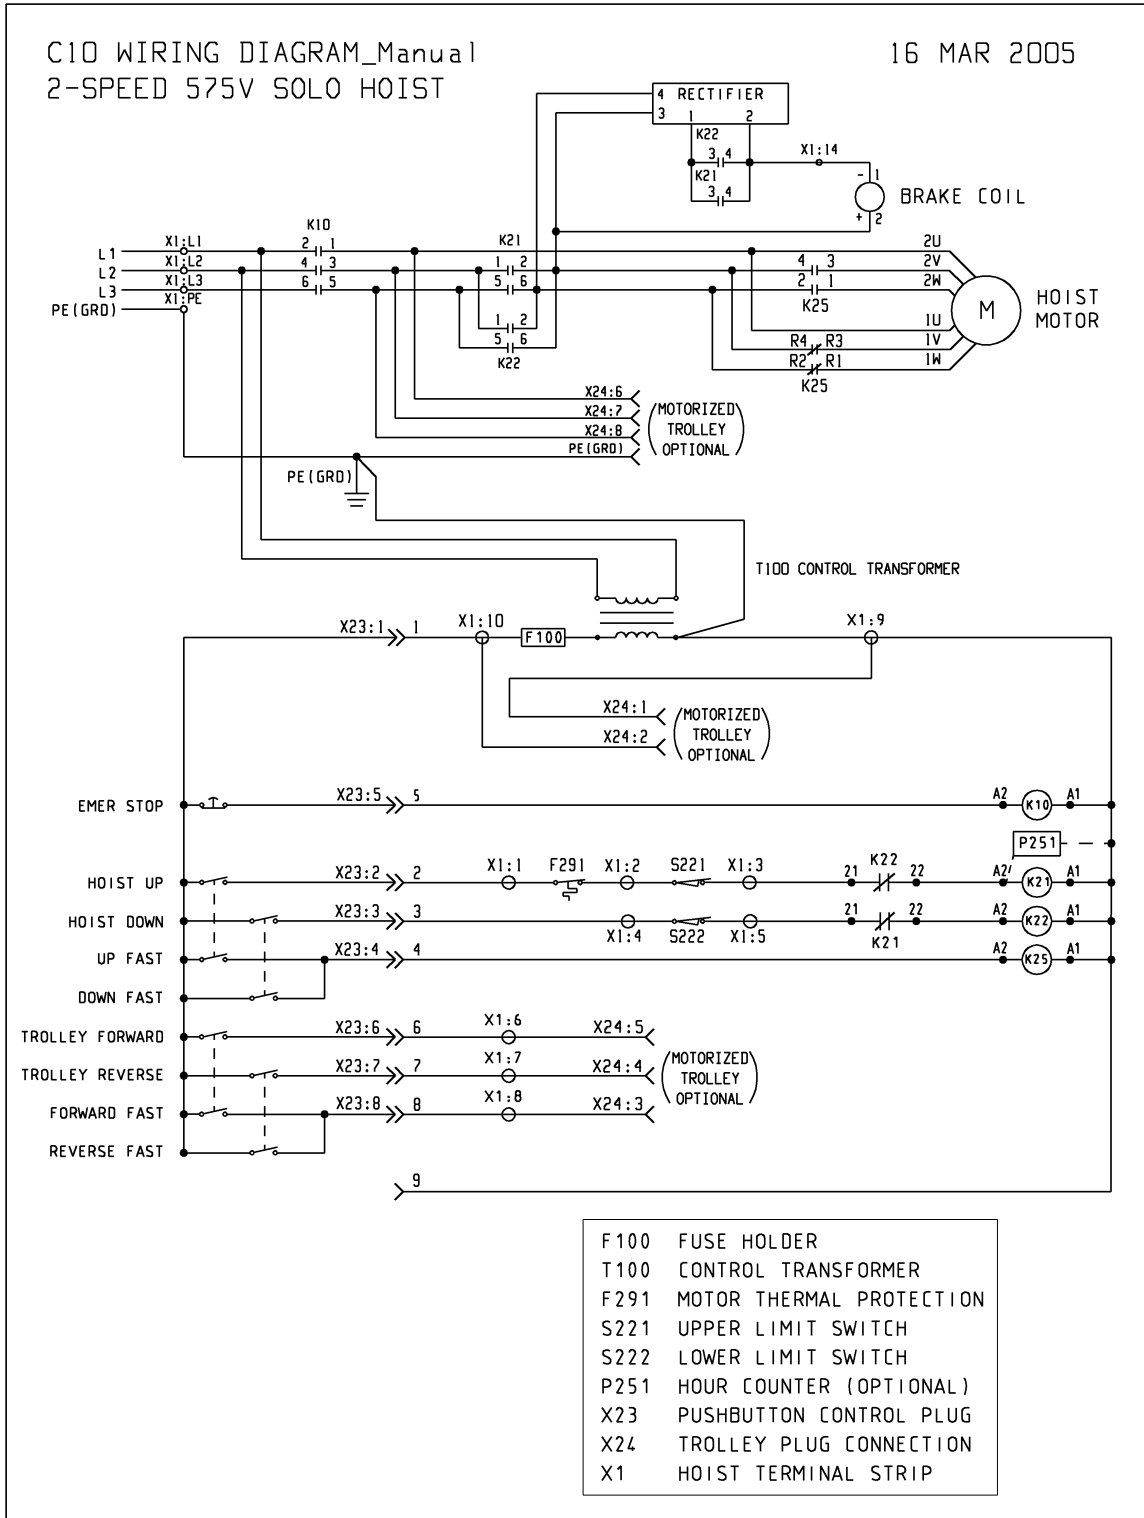 C10 WIRING DIAGRAM_Manual
16 MAR 2005
2-SPEED 575V SOLO HOIST
4 RECTIFIER
3 1 2
K22
3 4
X1:14
K21
3 4
- 1
+ 2
BRAKE COIL
L1 X1:L1
K10
2 1
K21
2U
L2 X1:L2
4 3
1 2
4 3
2V
L3 X1:L3
6 5
5 6
2 1
2W
PE(GRD) X1:PE
K25
M
HOIST
MOTOR
1 2
1U
5 6
R4 R3
1V
K22
R2 R1
1W
K25
X24:6
X24:7
X24:8
PE(GRD)
(MOTORIZED
TROLLEY
OPTIONAL)
PE(GRD)
T100 CONTROL TRANSFORMER
X23:1 1
X1:10
F100
X1:9
X24:1
X24:2
(MOTORIZED
TROLLEY
OPTIONAL)
EMER STOP
X23:5 5
A2 K10 A1
P251
HOIST UP
X23:2 2
X1:1
F291
X1:2
S221
X1:3
21 K22 22
A2 K21 A1
HOIST DOWN
X23:3 3
X1:4
S222
X1:5
21 K21 22
A2 K22 A1
UP FAST
X23:4 4
A2 K25 A1
DOWN FAST
TROLLEY FORWARD
X23:6 6
X1:6
X24:5
TROLLEY REVERSE
X23:7 7
X1:7
X24:4
FORWARD FAST
X23:8 8
X1:8
X24:3
(MOTORIZED
TROLLEY
OPTIONAL)
REVERSE FAST
9
F100 FUSE HOLDER
T100 CONTROL TRANSFORMER
F291 MOTOR THERMAL PROTECTION
S221 UPPER LIMIT SWITCH
S222 LOWER LIMIT SWITCH
P251 HOUR COUNTER (OPTIONAL)
X23 PUSHBUTTON CONTROL PLUG
X24 TROLLEY PLUG CONNECTION
X1 HOIST TERMINAL STRIP